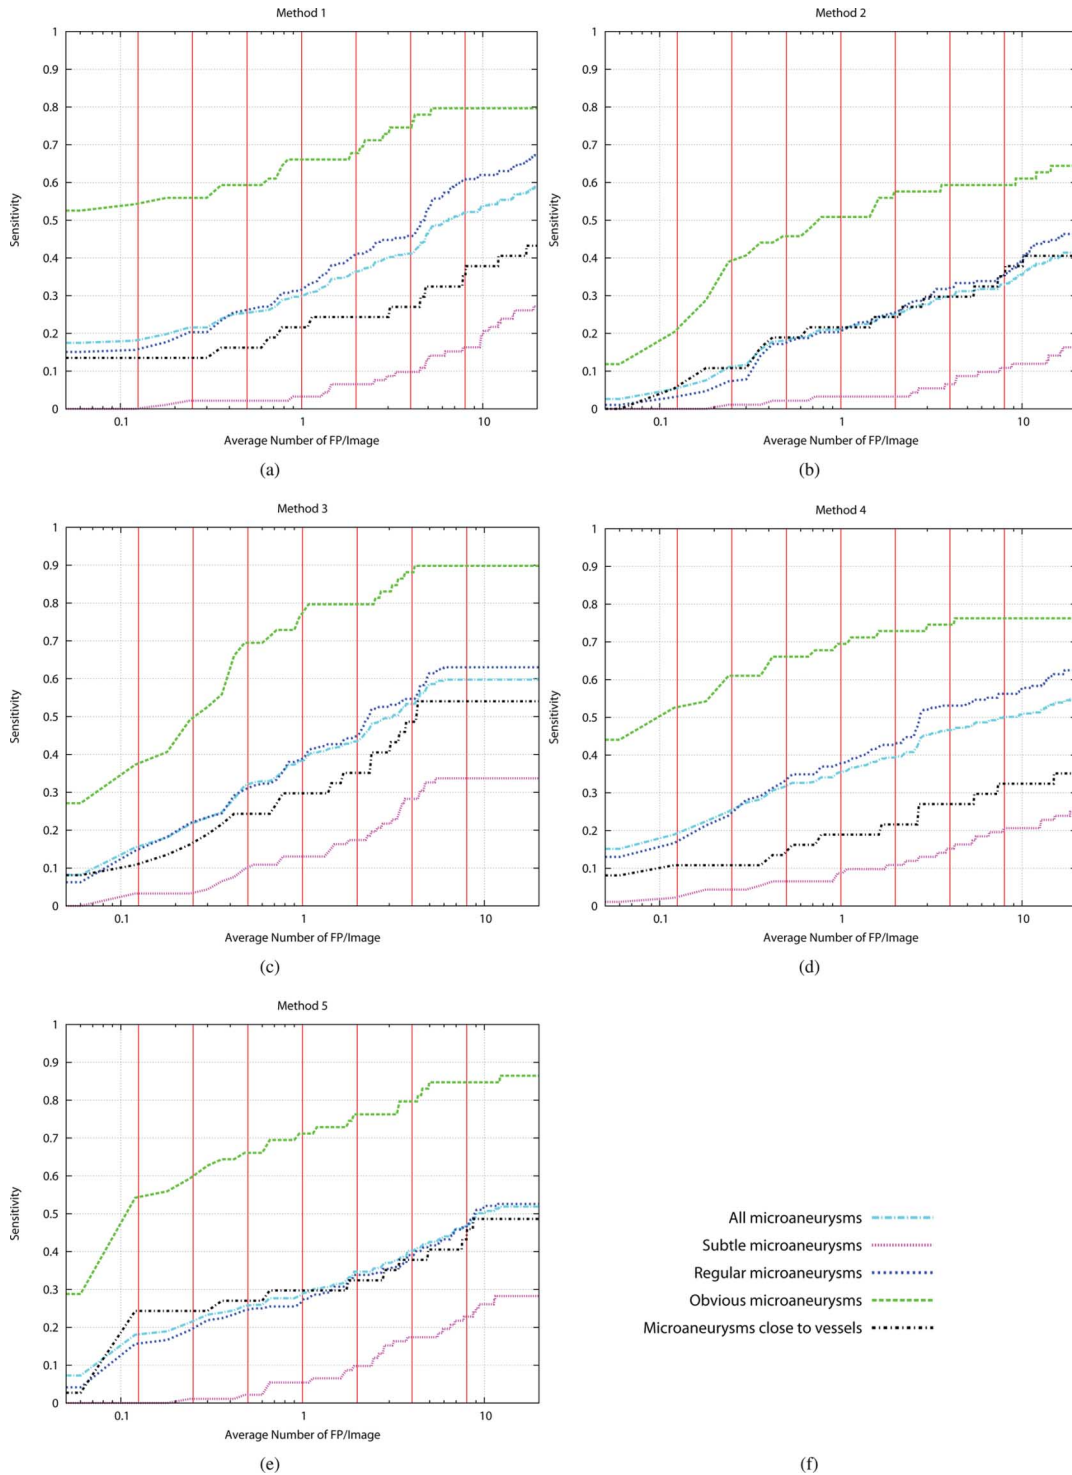 Method 1
1
0.9
0.8
0.7
0.6
0.5
0.4
0.3
0.2
0.1
0
Sensitivity
0.1 1 10
Average Number of FP/Image
(a)
Method 2
1
0.9
0.8
0.7
0.6
0.5
0.4
0.3
0.2
0.1
0
Sensitivity
0.1 1 10
Average Number of FP/Image
(b)
Method 3
1
0.9
0.8
0.7
0.6
0.5
0.4
0.3
0.2
0.1
0
Sensitivity
0.1 1 10
Average Number of FP/Image
(c)
Method 4
1
0.9
0.8
0.7
0.6
0.5
0.4
0.3
0.2
0.1
0
Sensitivity
0.1 1 10
Average Number of FP/Image
(d)
Method 5
1
0.9
0.8
0.7
0.6
0.5
0.4
0.3
0.2
0.1
0
Sensitivity
0.1 1 10
Average Number of FP/Image
(e)
All microaneurysms
Subtle microaneurysms
Regular microaneurysms
Obvious microaneurysms
Microaneurysms close to vessels
(f)